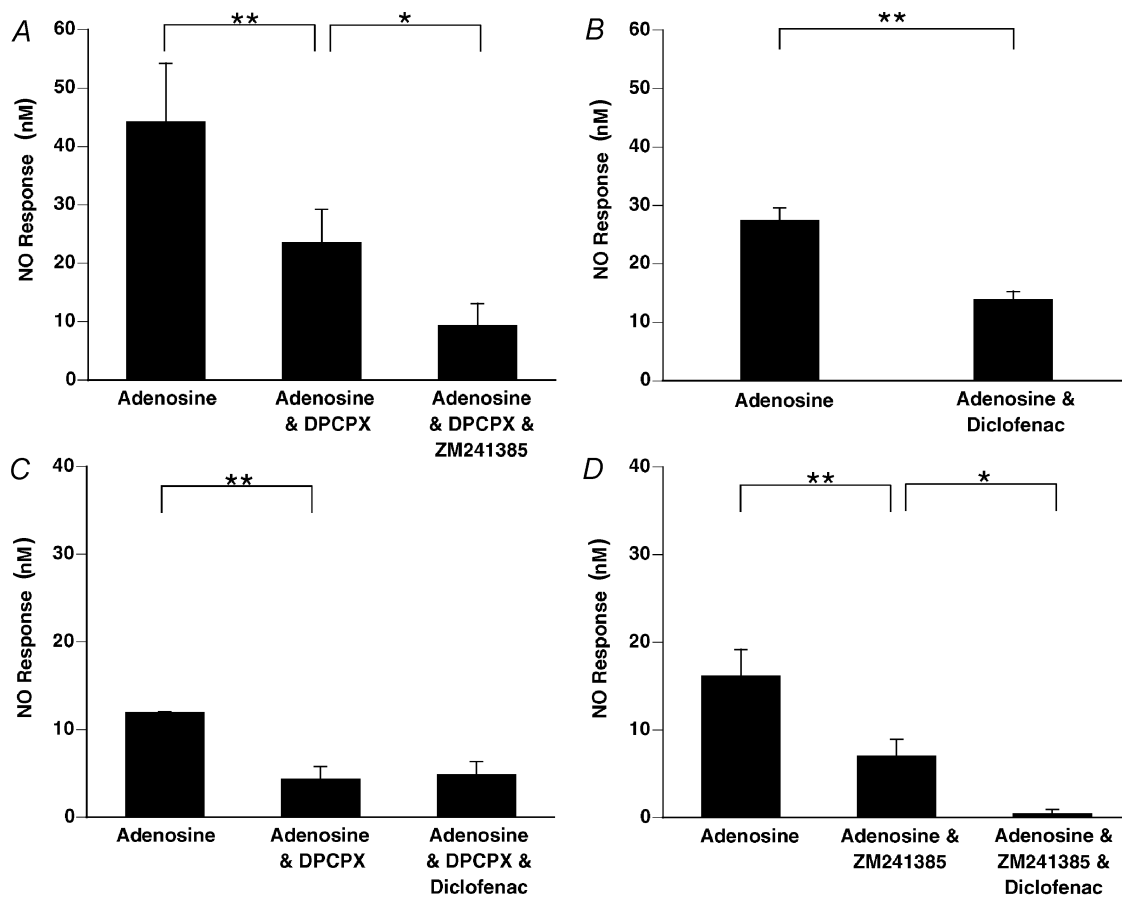 A
60
50
40
30
20
10
0
NO Response (nM)
**
*
Adenosine
Adenosine
& DPCPX
Adenosine
& DPCPX &
ZM241385
B
60
50
40
30
20
10
0
NO Response (nM)
**
Adenosine
Adenosine &
Diclofenac
C
40
30
20
10
0
NO Response (nM)
**
Adenosine
Adenosine
& DPCPX
Adenosine
& DPCPX &
Diclofenac
D
40
30
20
10
0
NO Response (nM)
**
*
Adenosine
Adenosine &
ZM241385
Adenosine &
ZM241385 &
Diclofenac